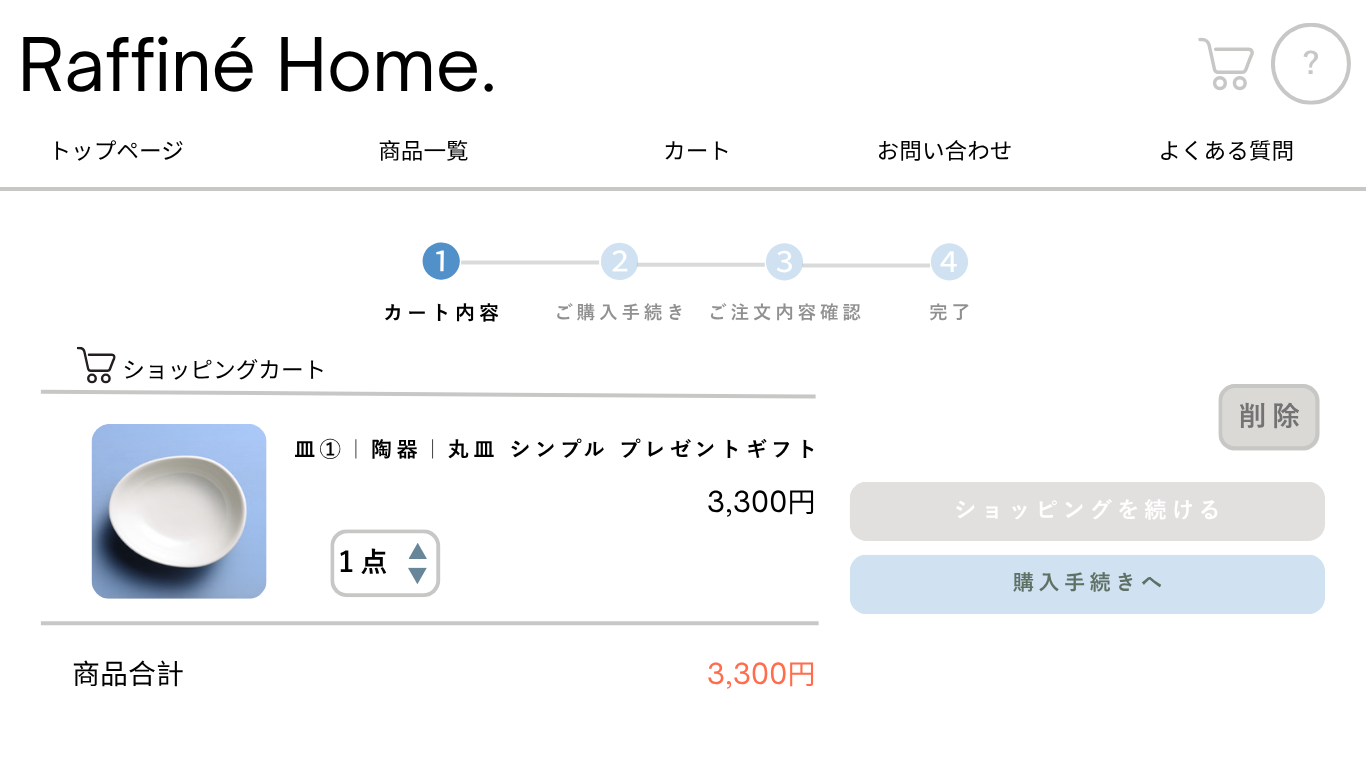 Raffiné Home.
?
トップページ 商品一覧 カート お問い合わせ よくある質問
1 2 3 4
カート内容 ご購入手続き ご注文内容確認 完了
ショッピングカート
削除
皿①｜陶器｜丸皿 シンプル プレゼントギフト
3,300円
ショッピングを続ける
1点
購入手続きへ
商品合計 3,300円